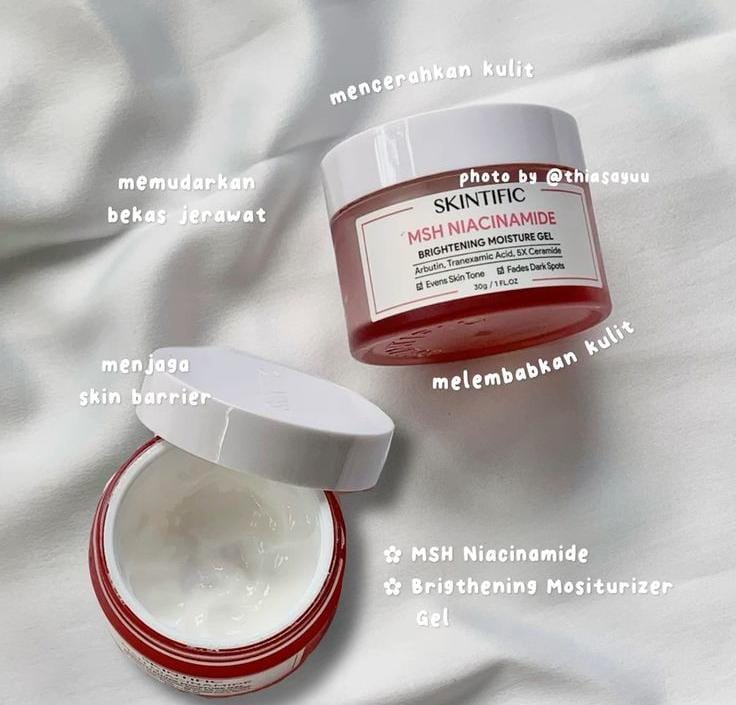 mencerahkan kulit
memudarkan
bekas jerawat
photo by @thiasayuu
SKINTIFIC
MSH NIACINAMIDE
BRIGHTENING MOISTURE GEL
Arbutin, Tranexamic Acid, 5X Ceramide
Evens Skin Tone Fades Dark Spots
30g / 1 FL.OZ
menjaga
skin barrier
melembabkan kulit
✿ MSH Niacinamide
✿ Brigthening Mositurizer
Gel
SKINTIFIC
NIACINAMIDE